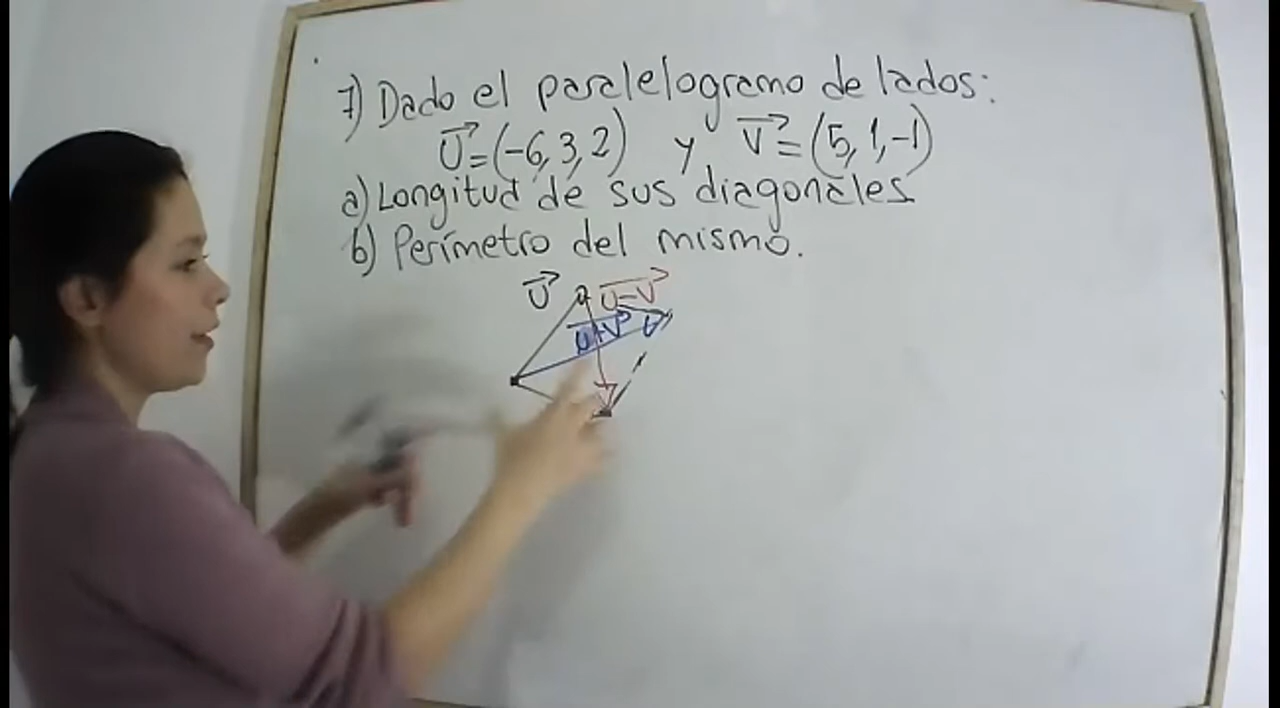 7) Dado el paralelogramo de lados:
U⃗=(-6,3,2) y V⃗=(5,1,-1)
a) Longitud de sus diagonales
b) Perímetro del mismo.
U⃗ U-V⃗
U+V⃗